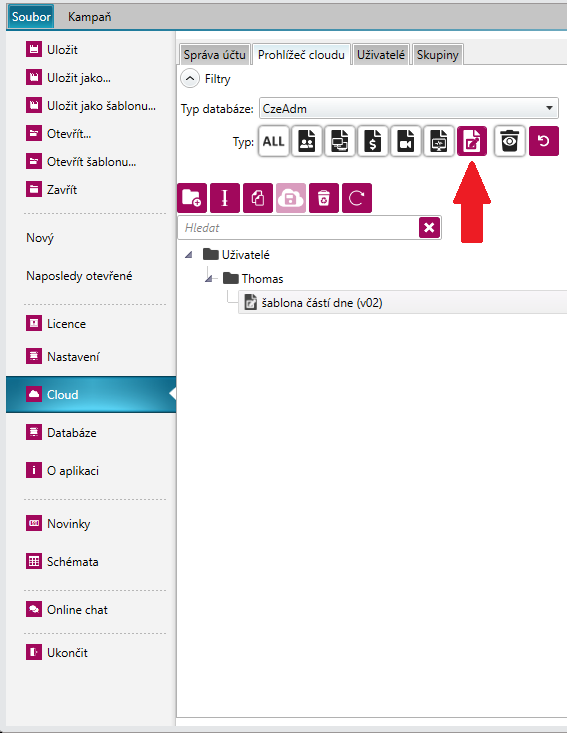 Soubor
Kampaň
Uložit
Uložit jako...
Uložit jako šablonu...
Otevřít...
Otevřít šablonu...
Zavřít
Nový
Naposledy otevřené
Licence
Nastavení
Cloud
Databáze
O aplikaci
Novinky
Schémata
Online chat
Ukončit
Správa účtu
Prohlížeč cloudu
Uživatelé
Skupiny
Filtry
Typ databáze: CzeAdm
Typ: ALL
Hledat
Uživatelé
Thomas
šablona částí dne (v02)